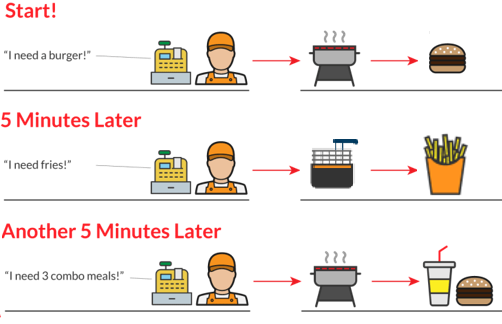 Start!
“I need a burger!”
5 Minutes Later
“I need fries!”
Another 5 Minutes Later
“I need 3 combo meals!”